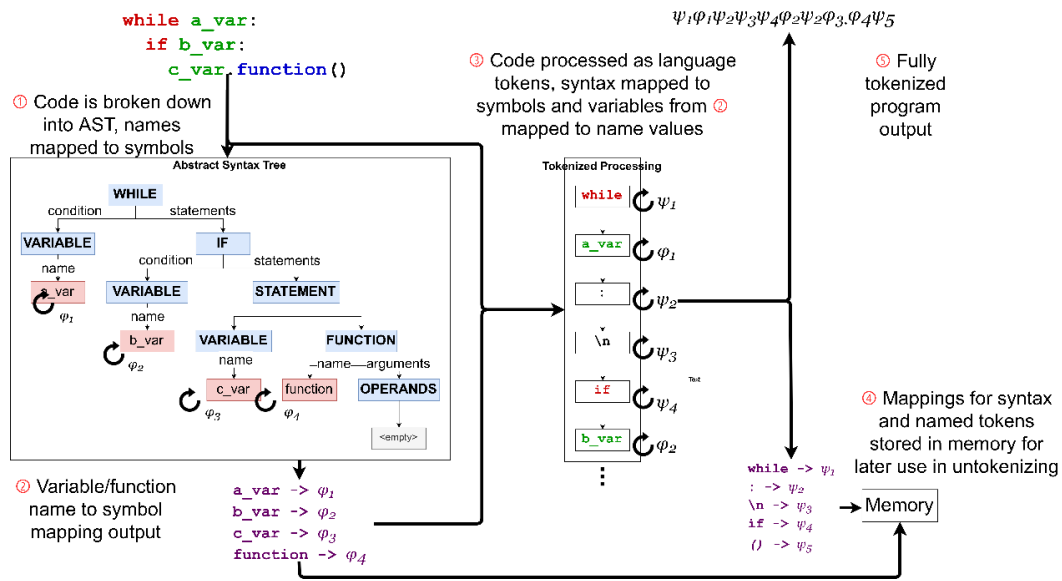 while a_var:
if b_var:
c_var.function()
① Code is broken down
into AST, names
mapped to symbols
Abstract Syntax Tree
WHILE
condition
statements
VARIABLE
IF
name
condition
statements
a_var
φ1
VARIABLE
STATEMENT
name
b_var
φ2
VARIABLE
FUNCTION
name
name
arguments
c_var
φ3
function
φ4
OPERANDS
<empty>
② Variable/function
name to symbol
mapping output
a_var -> φ1
b_var -> φ2
c_var -> φ3
function -> φ4
③ Code processed as language
tokens, syntax mapped to
symbols and variables from ②
mapped to name values
Tokenized Processing
while
ψ1
a_var
φ1
:
ψ2
\n
ψ3
if
ψ4
b_var
φ2
Text
ψ1φ1ψ2ψ3ψ4φ2ψ2φ3.φ4ψ5
⑤ Fully
tokenized
program
output
④ Mappings for syntax
and named tokens
stored in memory for
later use in untokenizing
while -> ψ1
: -> ψ2
\n -> ψ3
if -> ψ4
() -> ψ5
Memory